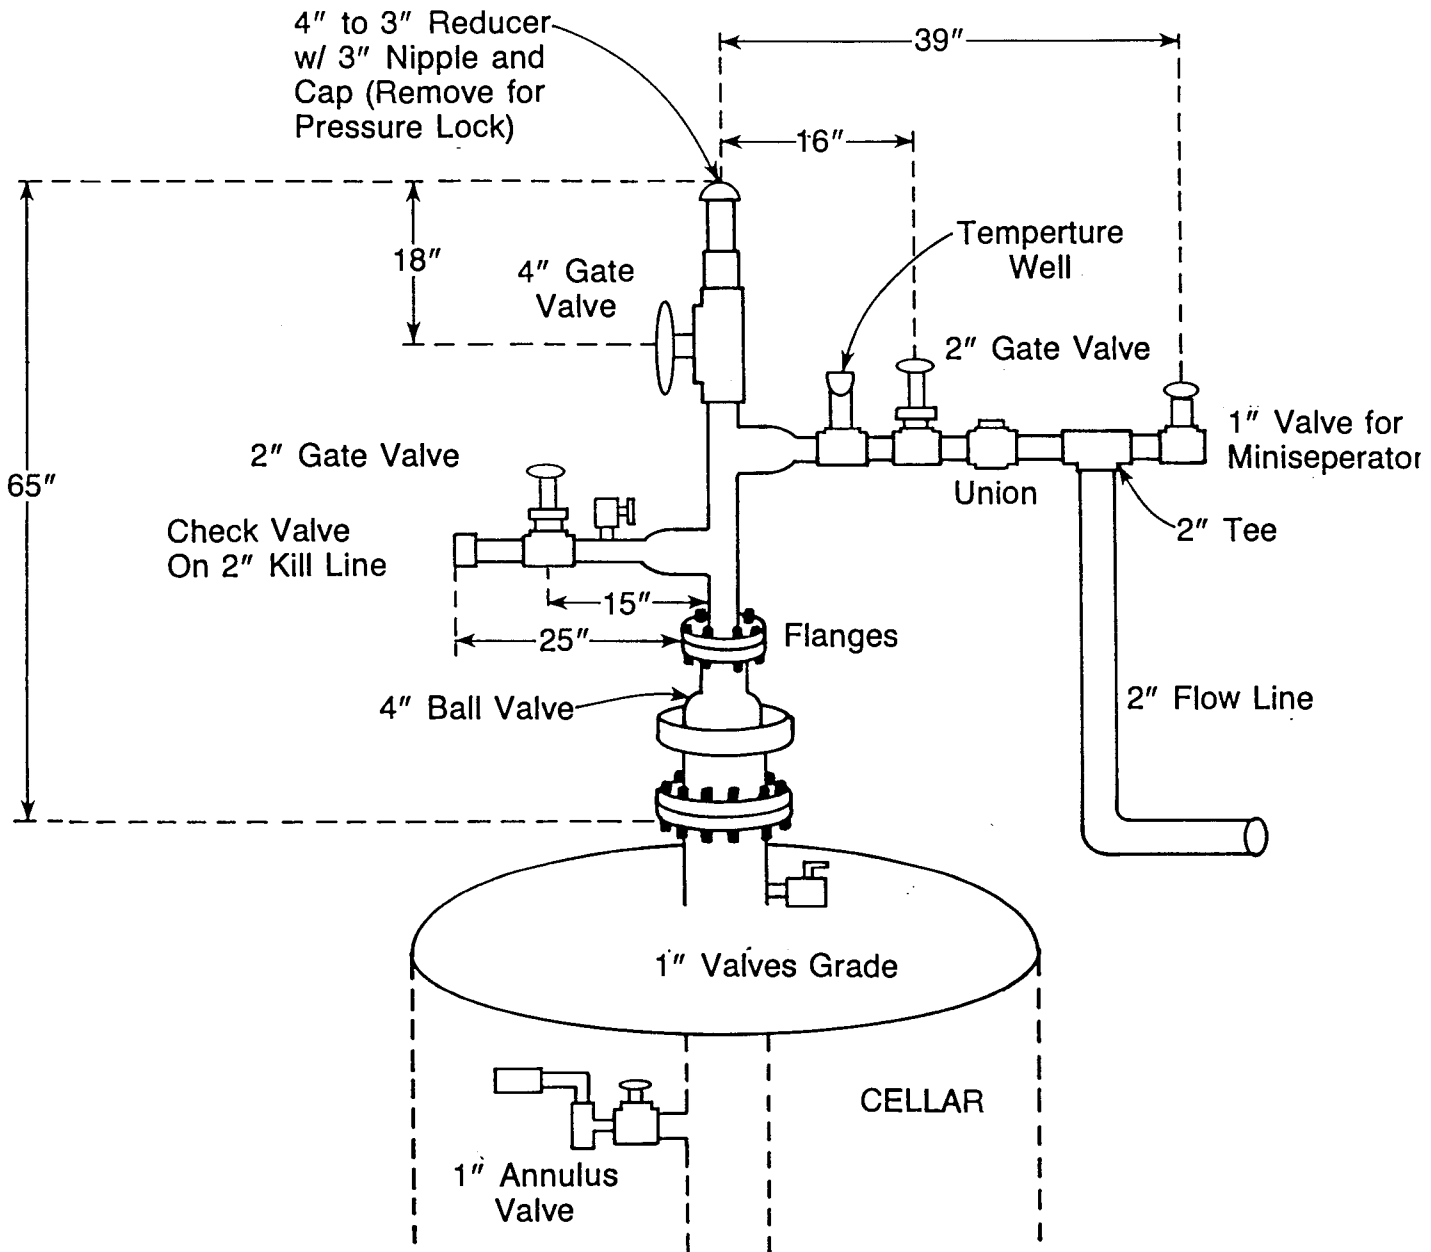 4″ to 3″ Reducer
w/ 3″ Nipple and
Cap (Remove for
Pressure Lock)
39″
16″
18″
4″ Gate
Valve
Temperture
Well
2″ Gate Valve
1″ Valve for
Miniseperator
2″ Gate Valve
65″
Union
2″ Tee
Check Valve
On 2″ Kill Line
15″
25″
Flanges
4″ Ball Valve
2″ Flow Line
1″ Valves Grade
CELLAR
1″ Annulus
Valve